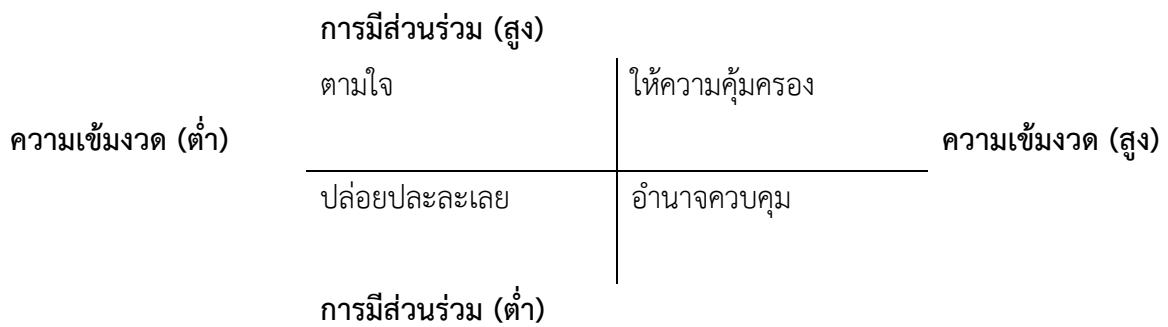 การมีส่วนร่วม (สูง)
ตามใจ ให้ความคุ้มครอง
ความเข้มงวด (ต่ำ) ความเข้มงวด (สูง)
ปล่อยปละละเลย อำนาจควบคุม
การมีส่วนร่วม (ต่ำ)